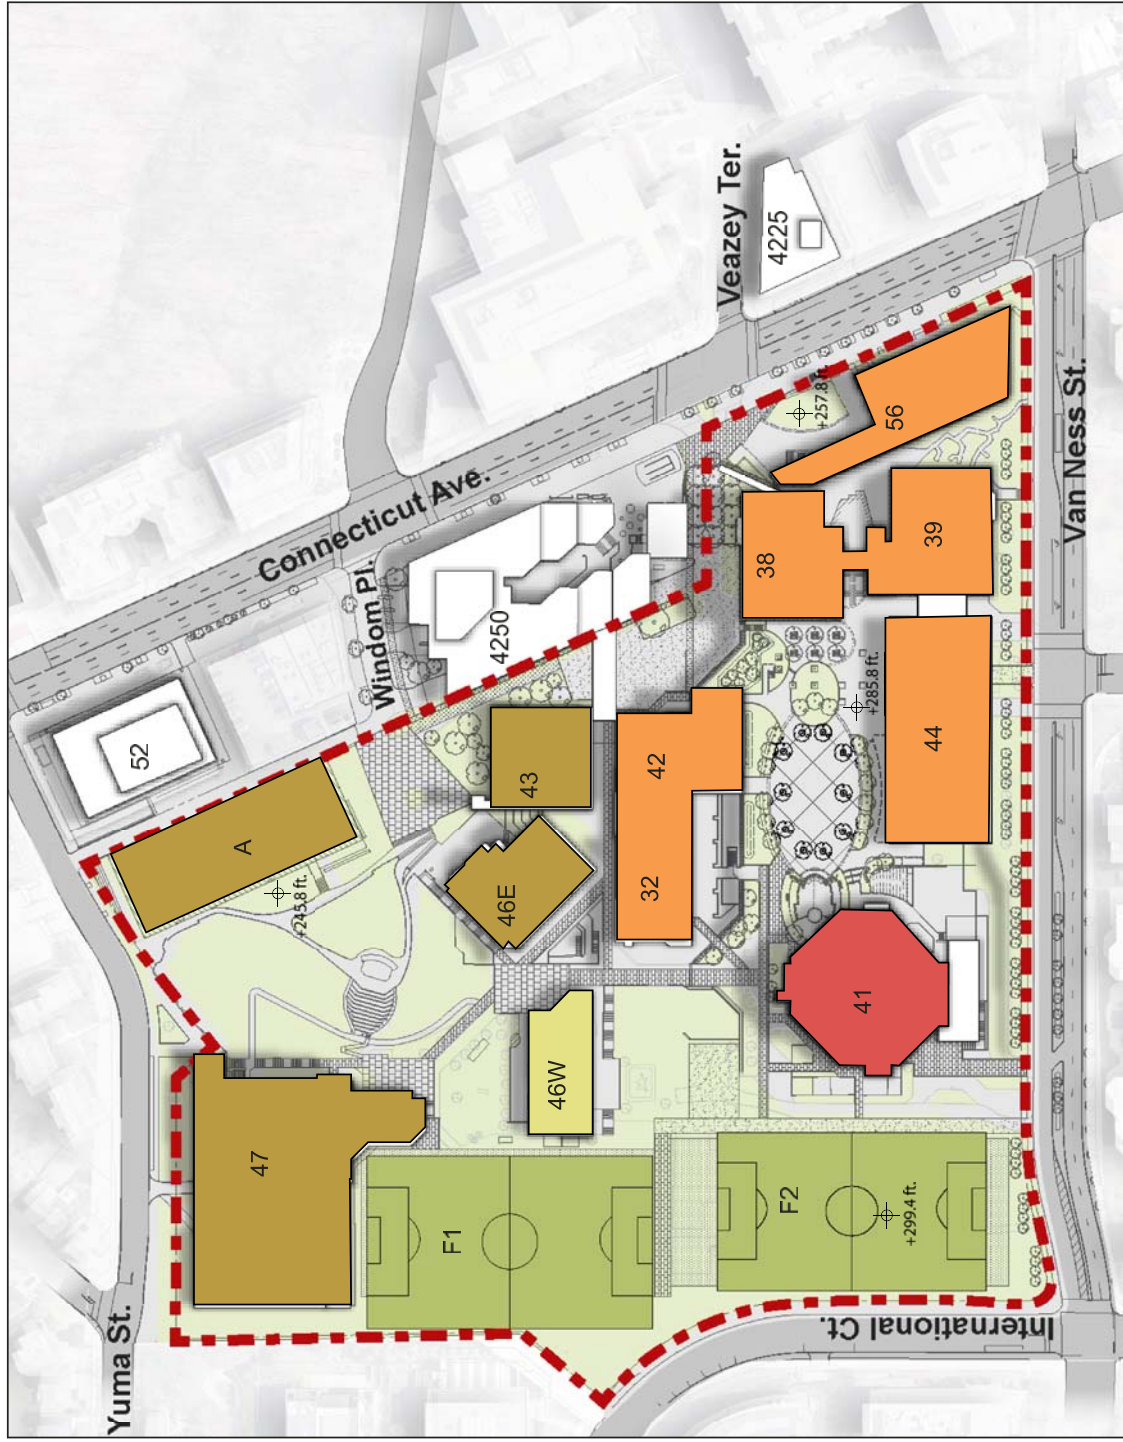 Veazey Ter.
4225
Connecticut Ave.
Windom Pl.
4250
52
+257.8 ft.
56
Van Ness St.
38
39
+285.8 ft.
44
42
32
43
46E
A
+245.8 ft.
41
46W
47
F1
F2
+299.4 ft.
International Ct.
Yuma St.